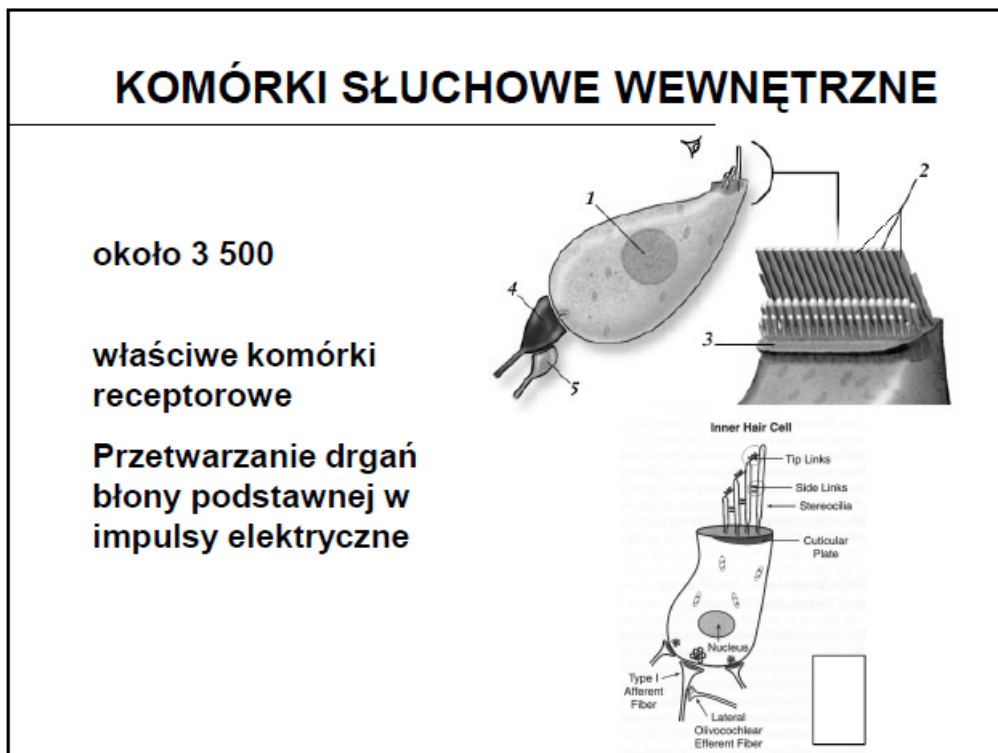 KOMÓRKI SŁUCHOWE WEWNĘTRZNE
około 3 500
właściwe komórki
receptorowe
Przetwarzanie drgań
błony podstawnej w
impulsy elektryczne
1
2
3
4
5
Inner Hair Cell
Tip Links
Side Links
Stereocilia
Cuticular
Plate
Nucleus
Type I
Afferent
Fiber
Lateral
Olivocochlear
Efferent Fiber